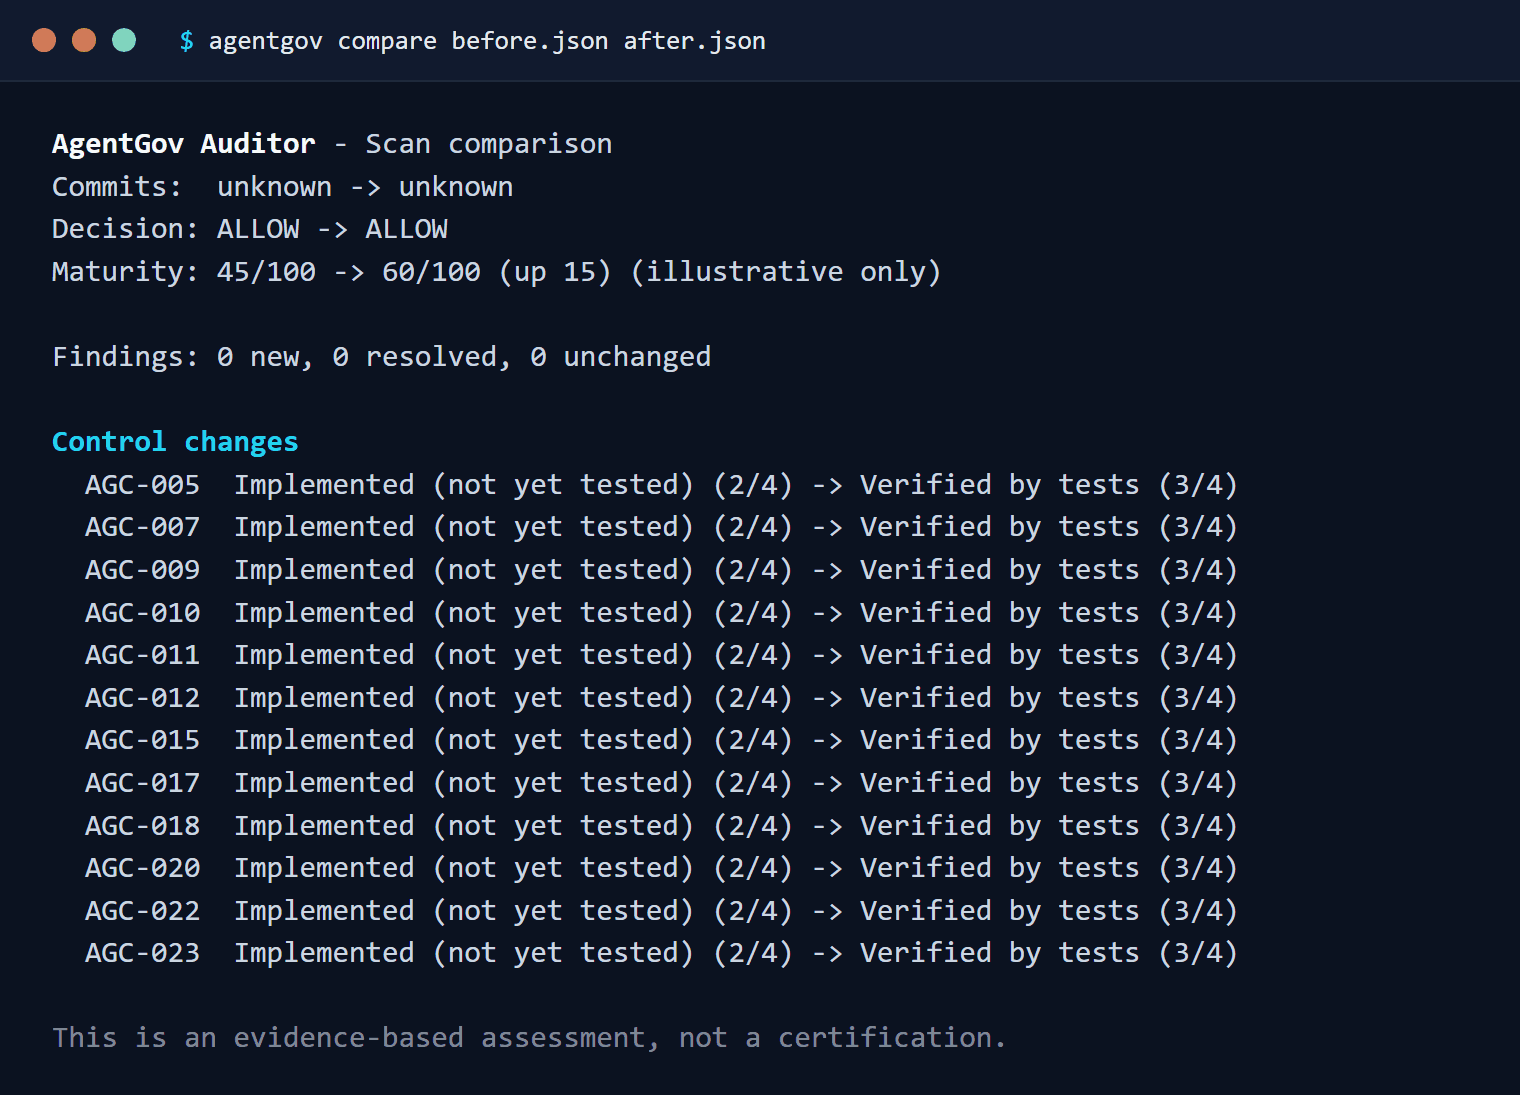 $ agentgov compare before.json after.json
AgentGov Auditor - Scan comparison
Commits:  unknown -> unknown
Decision: ALLOW -> ALLOW
Maturity: 45/100 -> 60/100 (up 15) (illustrative only)
Findings: 0 new, 0 resolved, 0 unchanged
Control changes
AGC-005  Implemented (not yet tested) (2/4) -> Verified by tests (3/4)
AGC-007  Implemented (not yet tested) (2/4) -> Verified by tests (3/4)
AGC-009  Implemented (not yet tested) (2/4) -> Verified by tests (3/4)
AGC-010  Implemented (not yet tested) (2/4) -> Verified by tests (3/4)
AGC-011  Implemented (not yet tested) (2/4) -> Verified by tests (3/4)
AGC-012  Implemented (not yet tested) (2/4) -> Verified by tests (3/4)
AGC-015  Implemented (not yet tested) (2/4) -> Verified by tests (3/4)
AGC-017  Implemented (not yet tested) (2/4) -> Verified by tests (3/4)
AGC-018  Implemented (not yet tested) (2/4) -> Verified by tests (3/4)
AGC-020  Implemented (not yet tested) (2/4) -> Verified by tests (3/4)
AGC-022  Implemented (not yet tested) (2/4) -> Verified by tests (3/4)
AGC-023  Implemented (not yet tested) (2/4) -> Verified by tests (3/4)
This is an evidence-based assessment, not a certification.